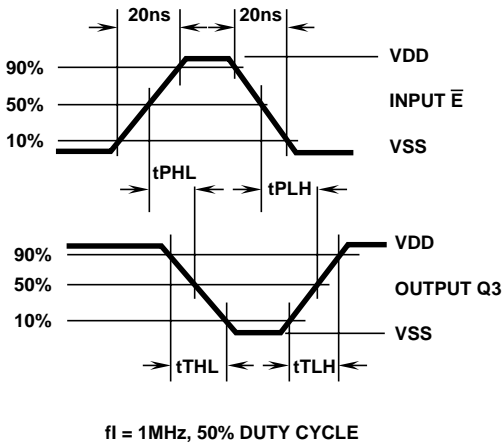 20ns 20ns
VDD
90%
50%
INPUT E̅
10%
VSS
tPHL tPLH
VDD
90%
50%
OUTPUT Q3
10%
VSS
tTHL tTLH
fI = 1MHz, 50% DUTY CYCLE